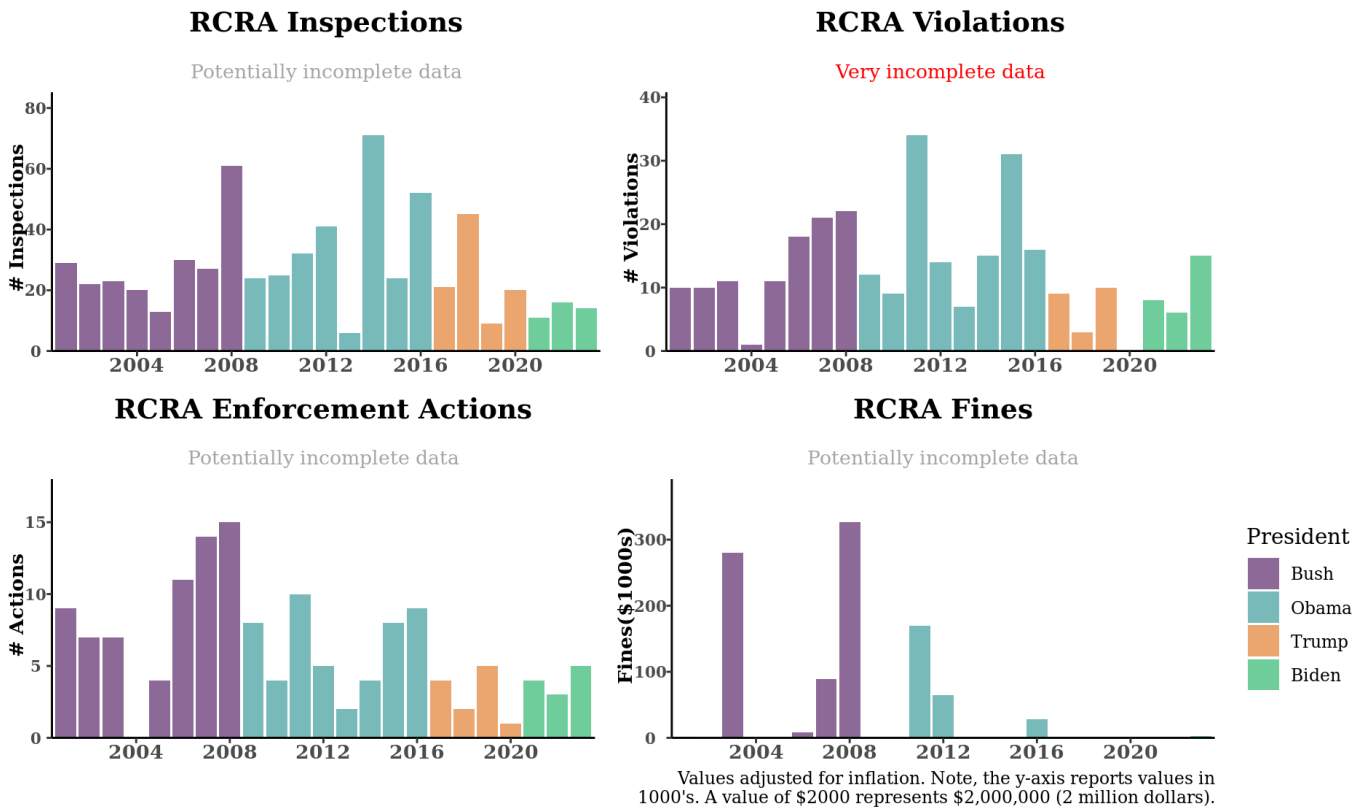 RCRA Inspections
Potentially incomplete data
# Inspections
80
60
40
20
0
2004 2008 2012 2016 2020
RCRA Violations
Very incomplete data
# Violations
40
30
20
10
0
2004 2008 2012 2016 2020
RCRA Enforcement Actions
Potentially incomplete data
# Actions
15
10
5
0
2004 2008 2012 2016 2020
RCRA Fines
Potentially incomplete data
Fines($1000s)
300
200
100
0
2004 2008 2012 2016 2020
President
Bush
Obama
Trump
Biden
Values adjusted for inflation. Note, the y-axis reports values in
1000's. A value of $2000 represents $2,000,000 (2 million dollars).